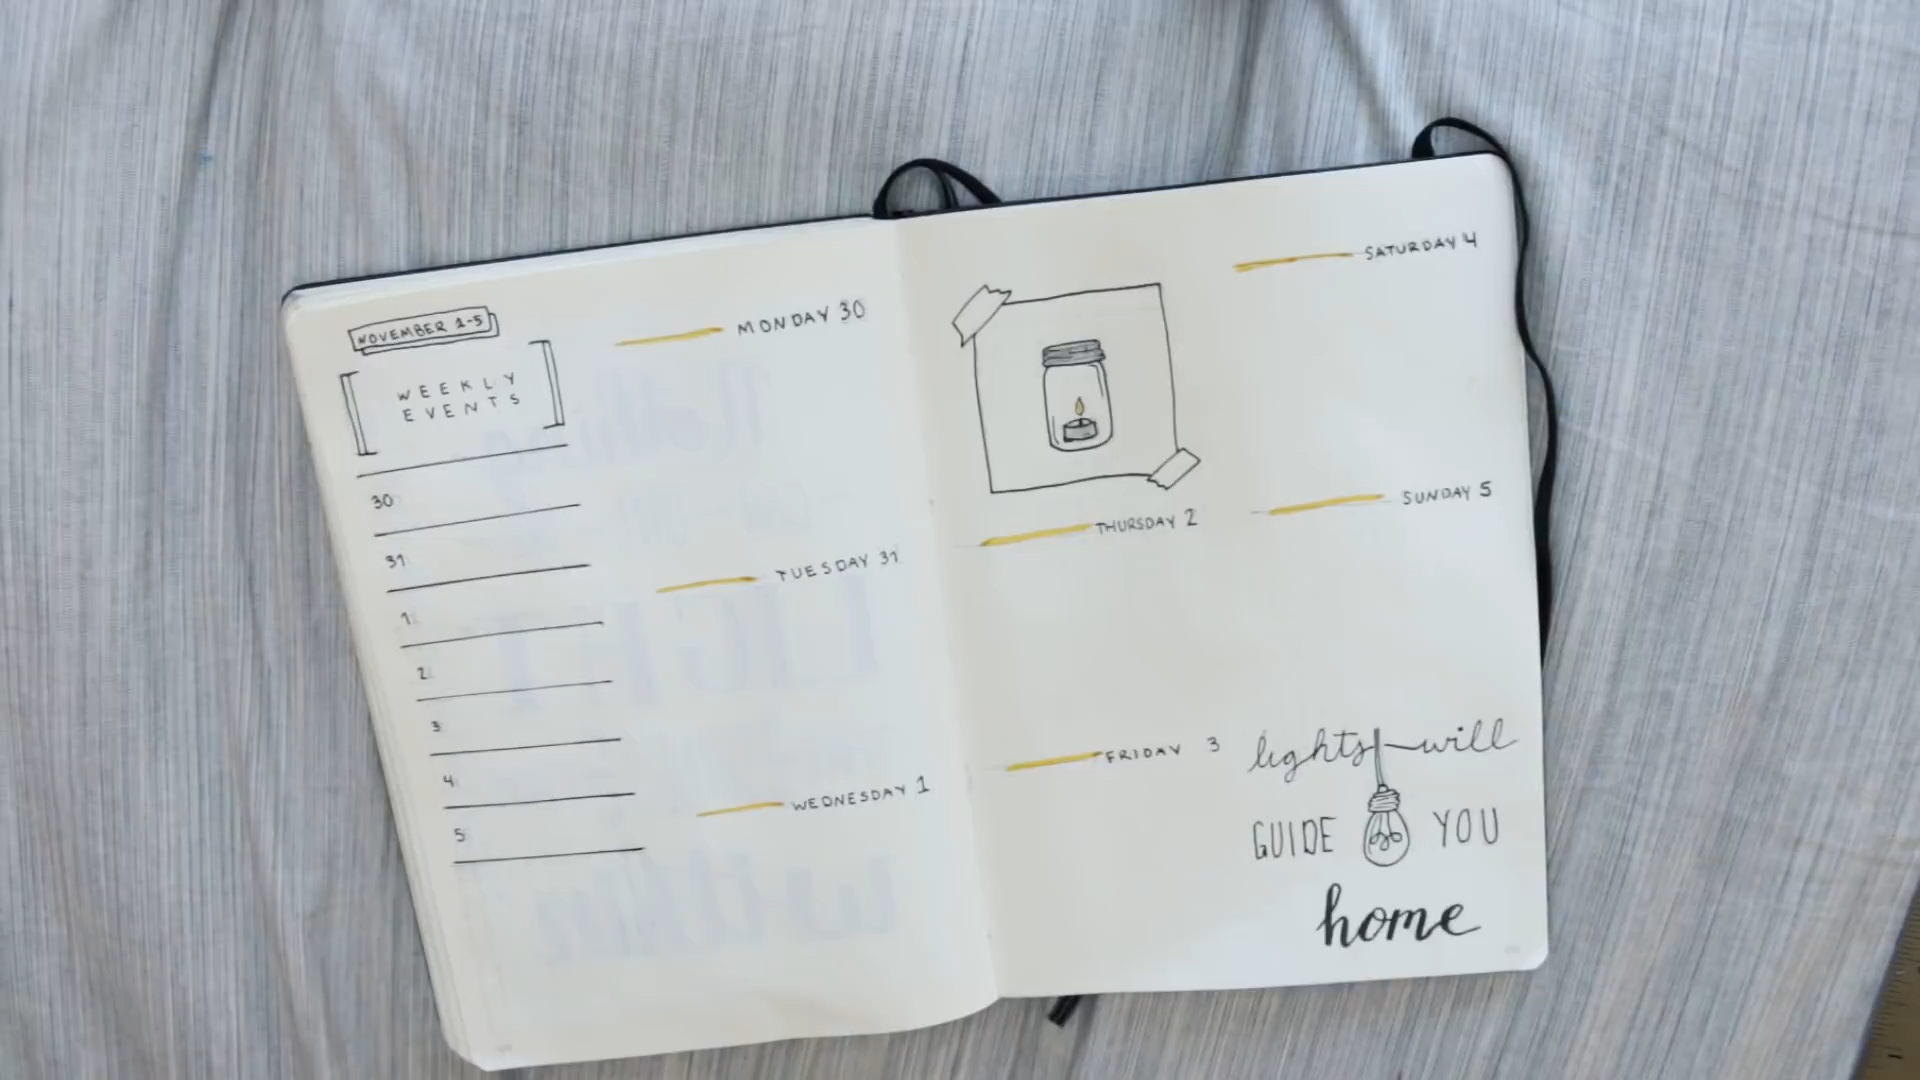 NOVEMBER 1-5
WEEKLY
EVENTS
30:
31:
1:
2:
3:
4:
5:
MONDAY 30
TUESDAY 31
WEDNESDAY 1
THURSDAY 2
FRIDAY 3
SATURDAY 4
SUNDAY 5
lights will
GUIDE YOU
home